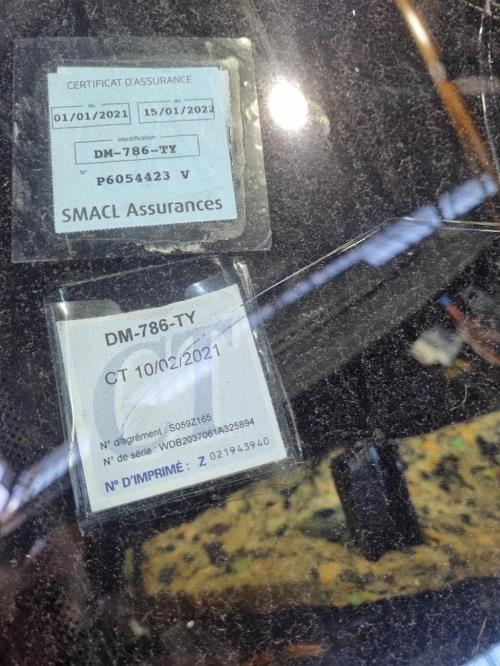 CERTIFICAT D'ASSURANCE
du au
01/01/2021 15/01/2022
identification
DM-786-TY
N° P6054423 V
SMACL Assurances
CT
DM-786-TY
CT 10/02/2021
N° d'agrément : S059Z165
N° de série : WDB2037061A325894
N° D'IMPRIMÉ : Z 021943940